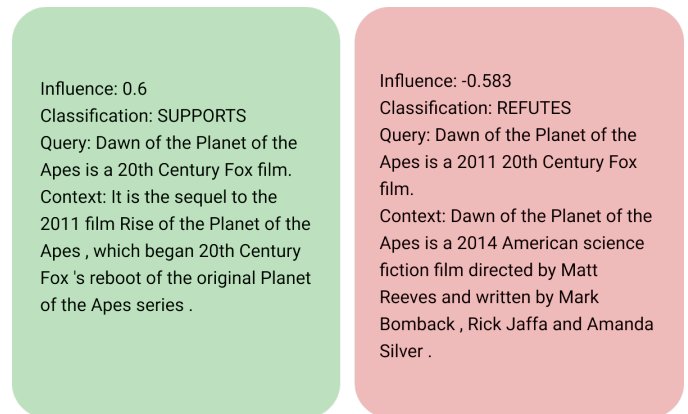 Influence: 0.6
Classification: SUPPORTS
Query: Dawn of the Planet of the
Apes is a 20th Century Fox film.
Context: It is the sequel to the
2011 film Rise of the Planet of the
Apes , which began 20th Century
Fox 's reboot of the original Planet
of the Apes series .
Influence: -0.583
Classification: REFUTES
Query: Dawn of the Planet of the
Apes is a 2011 20th Century Fox
film.
Context: Dawn of the Planet of the
Apes is a 2014 American science
fiction film directed by Matt
Reeves and written by Mark
Bomback , Rick Jaffa and Amanda
Silver .